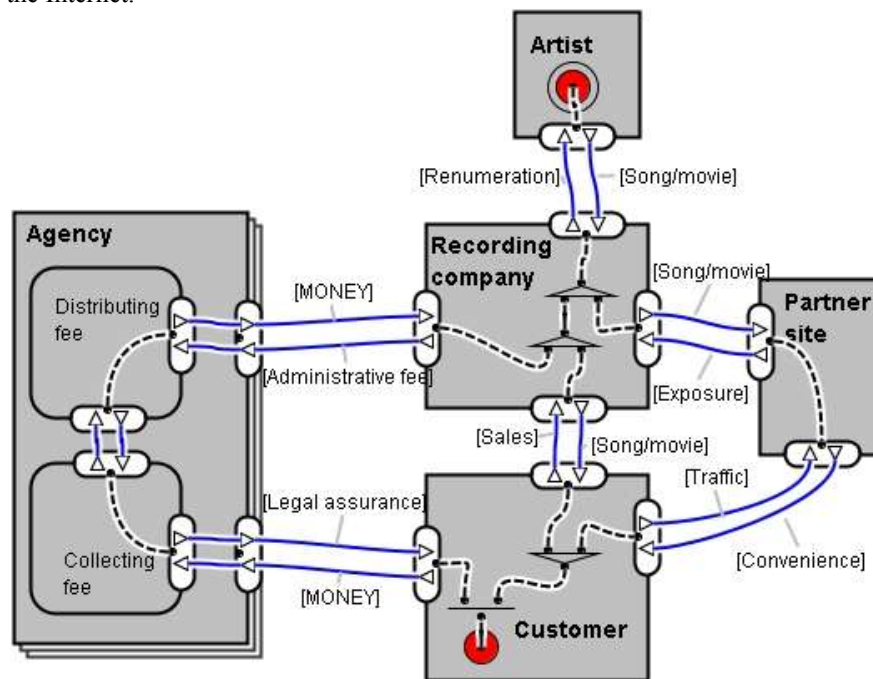 the Internet.
Artist
[Renumeration]
[Song/movie]
Agency
Recording
company
[Song/movie]
Distributing
fee
[MONEY]
Partner
site
[Administrative fee]
[Exposure]
[Sales]
[Song/movie]
[Traffic]
[Legal assurance]
Collecting
fee
[MONEY]
[Convenience]
Customer